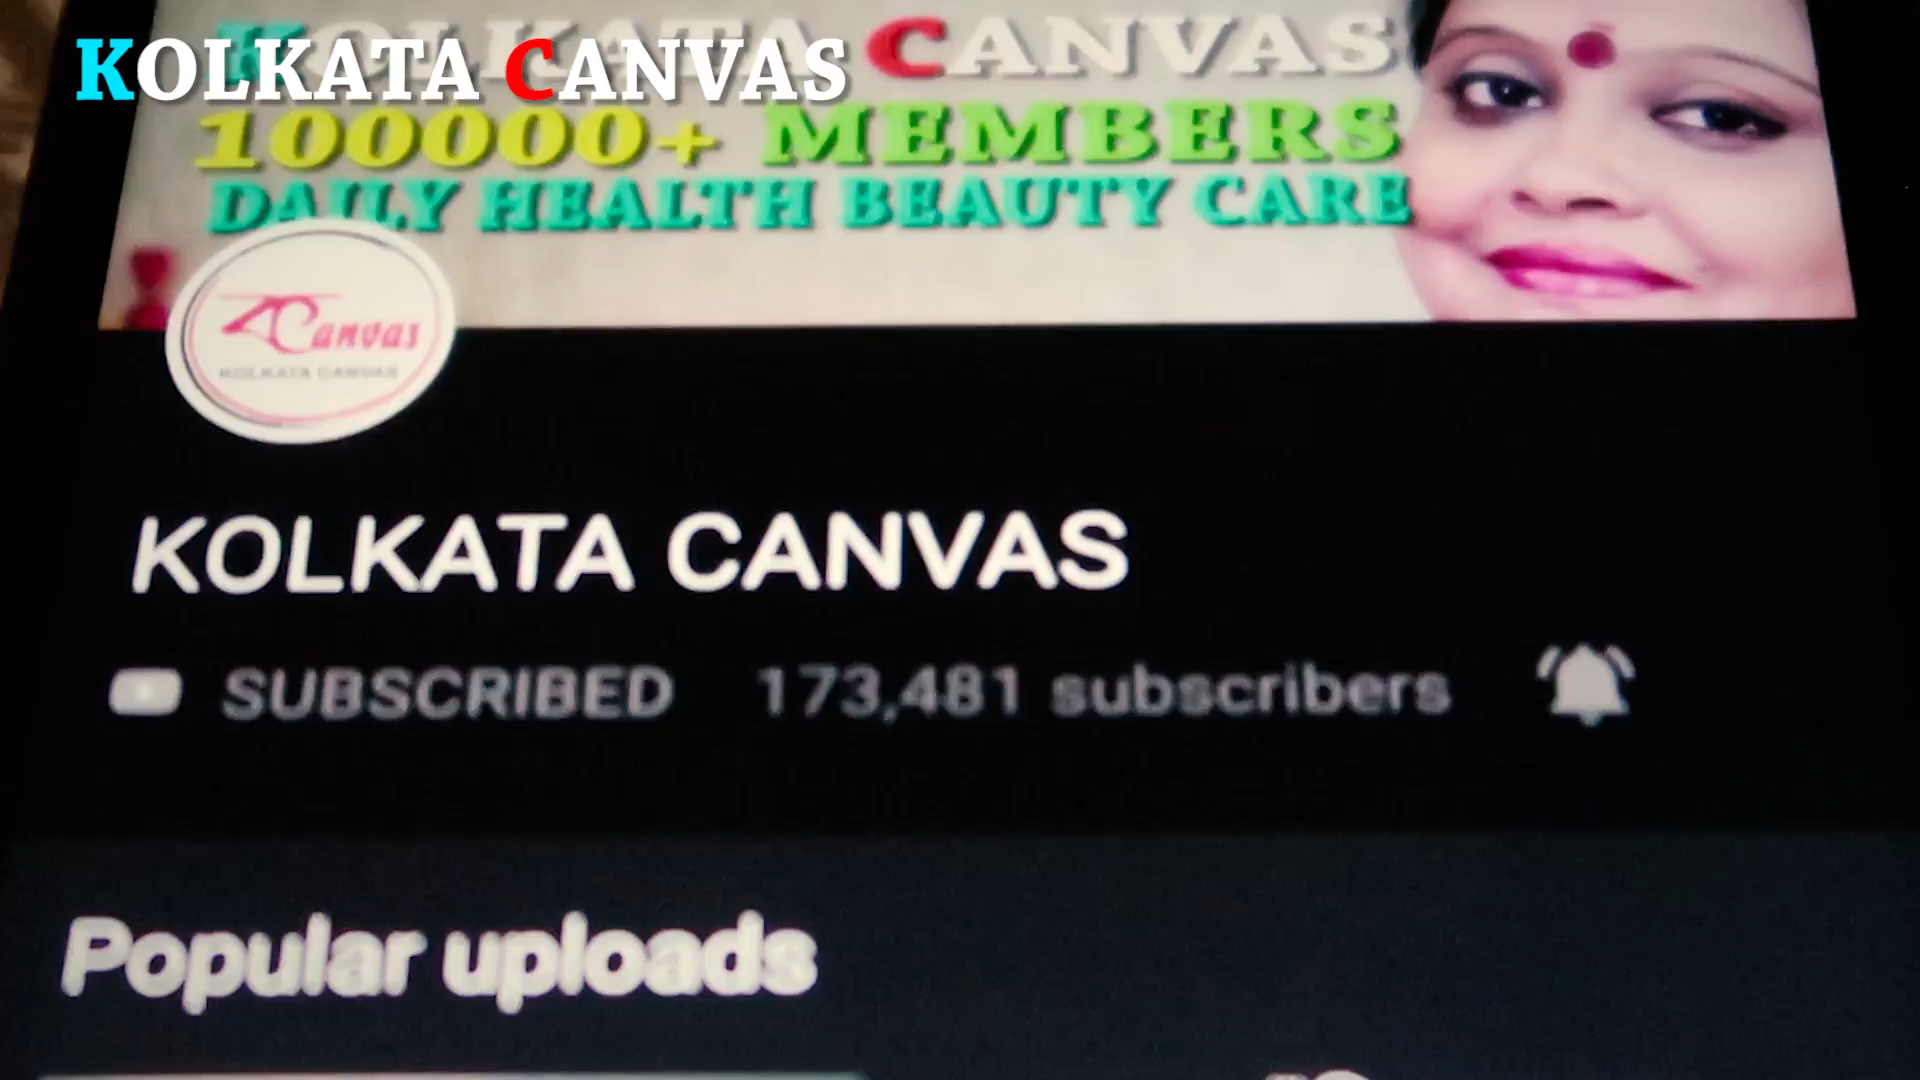 KOLKATA CANVAS
KOLKATA CANVAS
100000+ MEMBERS
DAILY HEALTH BEAUTY CARE
Canvas
KOLKATA CANVAS
KOLKATA CANVAS
SUBSCRIBED 173,481 subscribers
Popular uploads